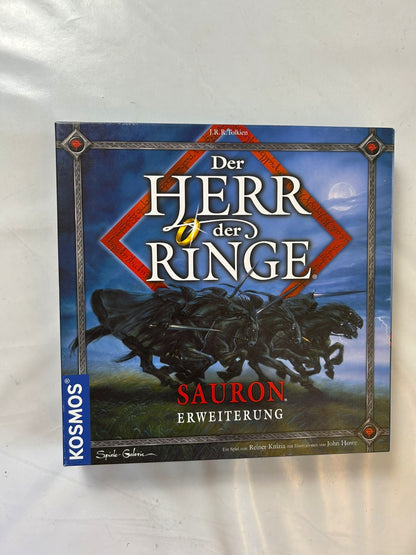 J.R.R. Tolkien
Der
HERR
der
RINGE®
SAURON
ERWEITERUNG
KOSMOS®
Spiele-Galerie
Ein Spiel von Reiner Knizia mit Illustrationen von John Howe